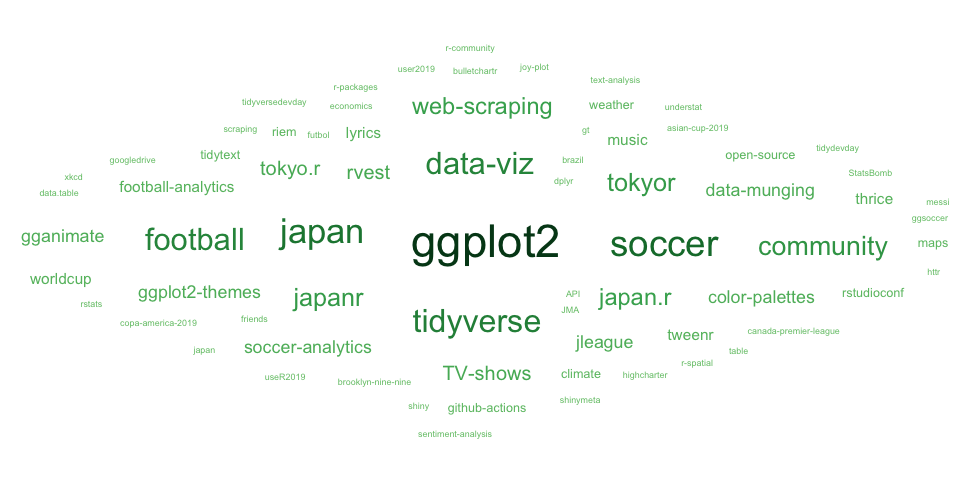 r-community
user2019
bulletchartr
joy-plot
text-analysis
r-packages
tidyversedevday
economics
web-scraping
weather
understat
scraping
riem
futbol
lyrics
gt
music
asian-cup-2019
googledrive
tidytext
tokyo.r
rvest
data-viz
brazil
open-source
tidydevday
xkcd
data.table
football-analytics
dplyr
tokyor
data-munging
StatsBomb
thrice
messi
ggsoccer
gganimate
football
japan
ggplot2
soccer
community
maps
worldcup
httr
ggplot2-themes
japanr
API
japan.r
color-palettes
rstudioconf
rstats
JMA
copa-america-2019
friends
tidyverse
tweenr
canada-premier-league
japan
soccer-analytics
jleague
table
r-spatial
useR2019
brooklyn-nine-nine
TV-shows
climate
highcharter
shiny
github-actions
shinymeta
sentiment-analysis